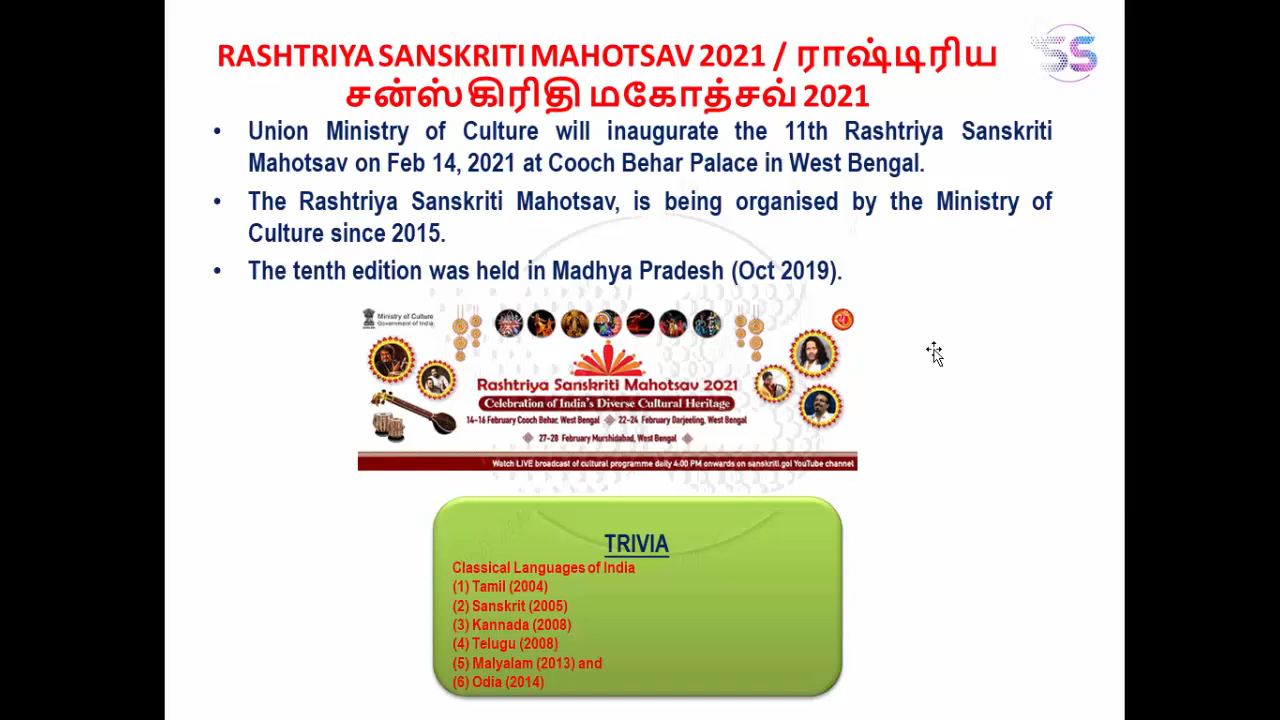 RASHTRIYA SANSKRITI MAHOTSAV 2021 / ராஷ்டிரிய
சன்ஸ்கிரிதி மகோத்சவ் 2021
SS
• Union Ministry of Culture will inaugurate the 11th Rashtriya Sanskriti
Mahotsav on Feb 14, 2021 at Cooch Behar Palace in West Bengal.
• The Rashtriya Sanskriti Mahotsav, is being organised by the Ministry of
Culture since 2015.
• The tenth edition was held in Madhya Pradesh (Oct 2019).
Ministry of Culture
Government of India
Rashtriya Sanskriti Mahotsav 2021
Celebration of India's Diverse Cultural Heritage
14-16 February Cooch Behar, West Bengal 22-24 February Darjeeling, West Bengal
27-28 February Murshidabad, West Bengal
Watch LIVE broadcast of cultural programme daily 4:00 PM onwards on sanskriti.goI YouTube channel
TRIVIA
Classical Languages of India
(1) Tamil (2004)
(2) Sanskrit (2005)
(3) Kannada (2008)
(4) Telugu (2008)
(5) Malyalam (2013) and
(6) Odia (2014)